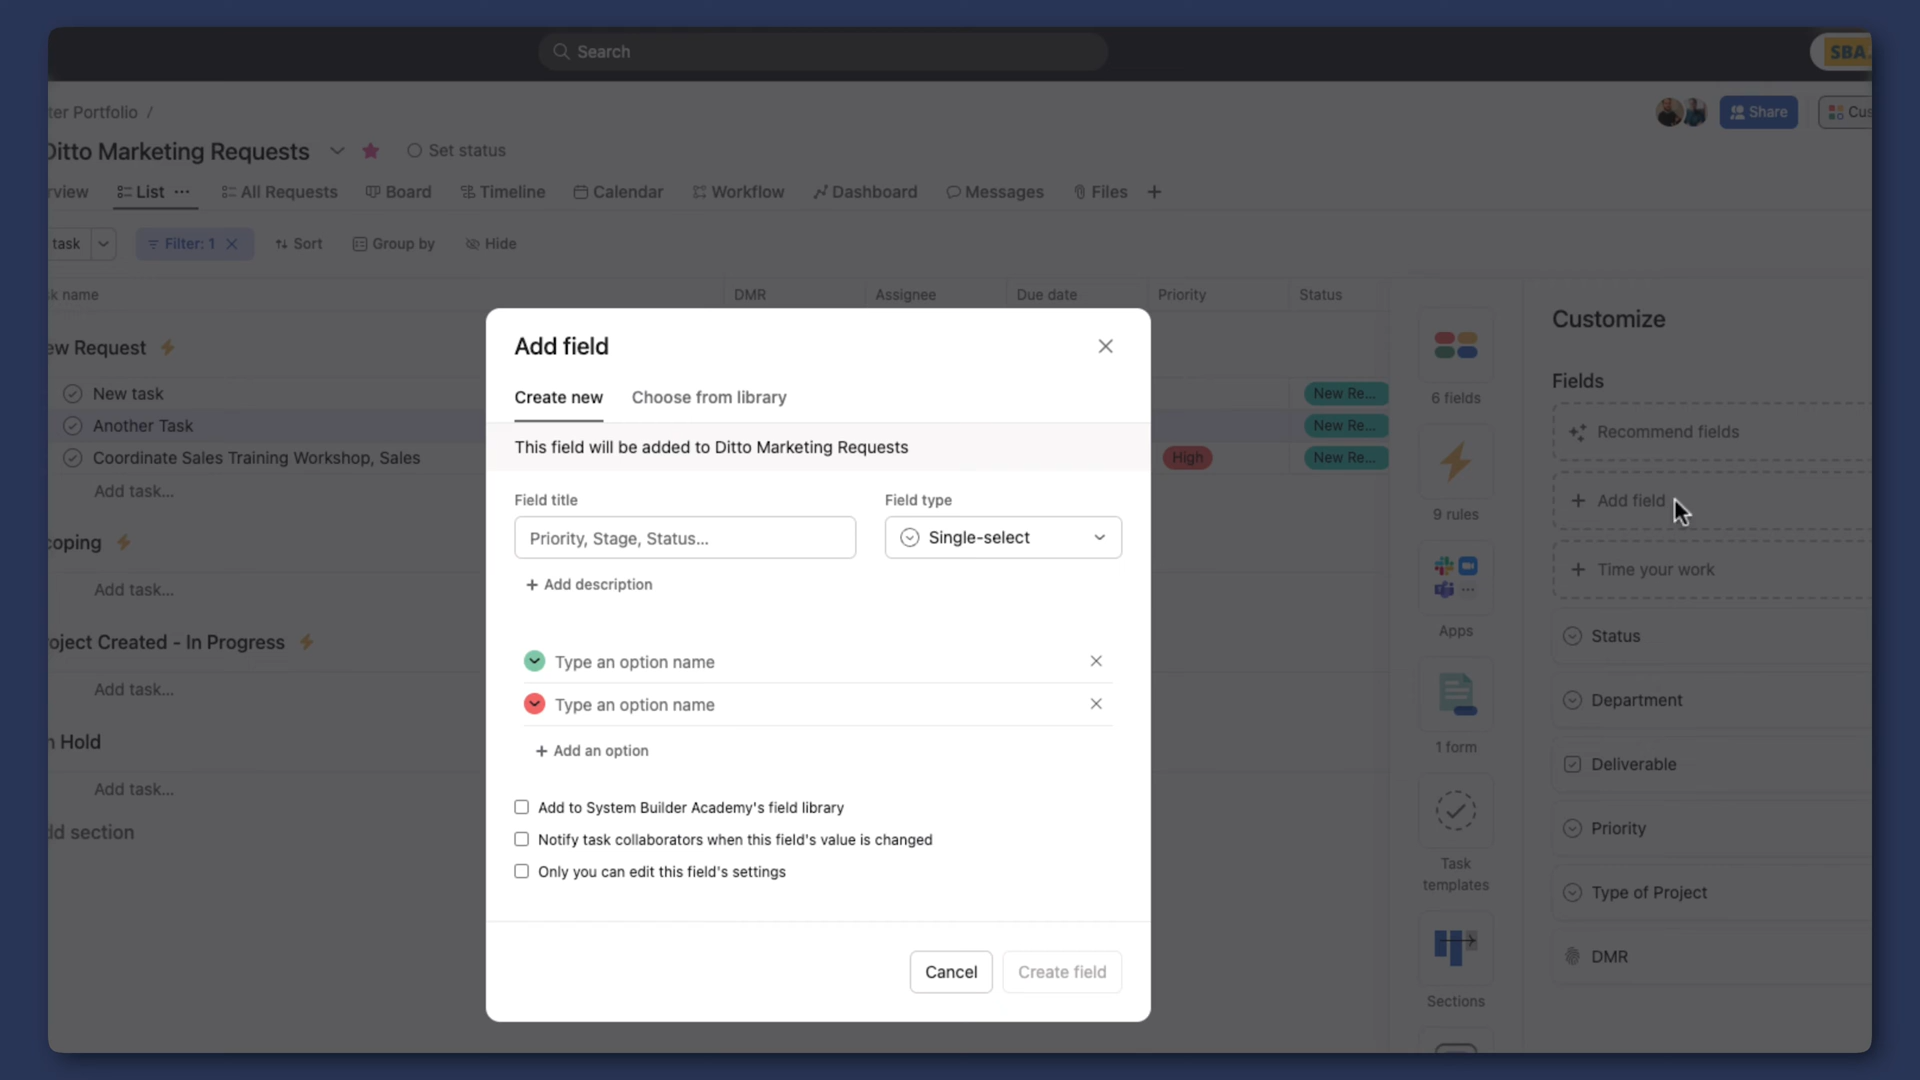 Search
SBA
ter Portfolio /
Share
Cus
Ditto Marketing Requests
Set status
rview
List
All Requests
Board
Timeline
Calendar
Workflow
Dashboard
Messages
Files
task
Filter: 1
Sort
Group by
Hide
k name
DMR
Assignee
Due date
Priority
Status
ew Request
New task
New Re...
Another Task
New Re...
Coordinate Sales Training Workshop, Sales
High
New Re...
Add task...
coping
Add task...
oject Created - In Progress
Add task...
n Hold
Add task...
dd section
Add field
Create new
Choose from library
This field will be added to Ditto Marketing Requests
Field title
Field type
Priority, Stage, Status...
Single-select
+ Add description
Type an option name
Type an option name
+ Add an option
Add to System Builder Academy's field library
Notify task collaborators when this field's value is changed
Only you can edit this field's settings
Cancel
Create field
6 fields
9 rules
Apps
1 form
Task
templates
Sections
Customize
Fields
Recommend fields
+ Add field
+ Time your work
Status
Department
Deliverable
Priority
Type of Project
DMR